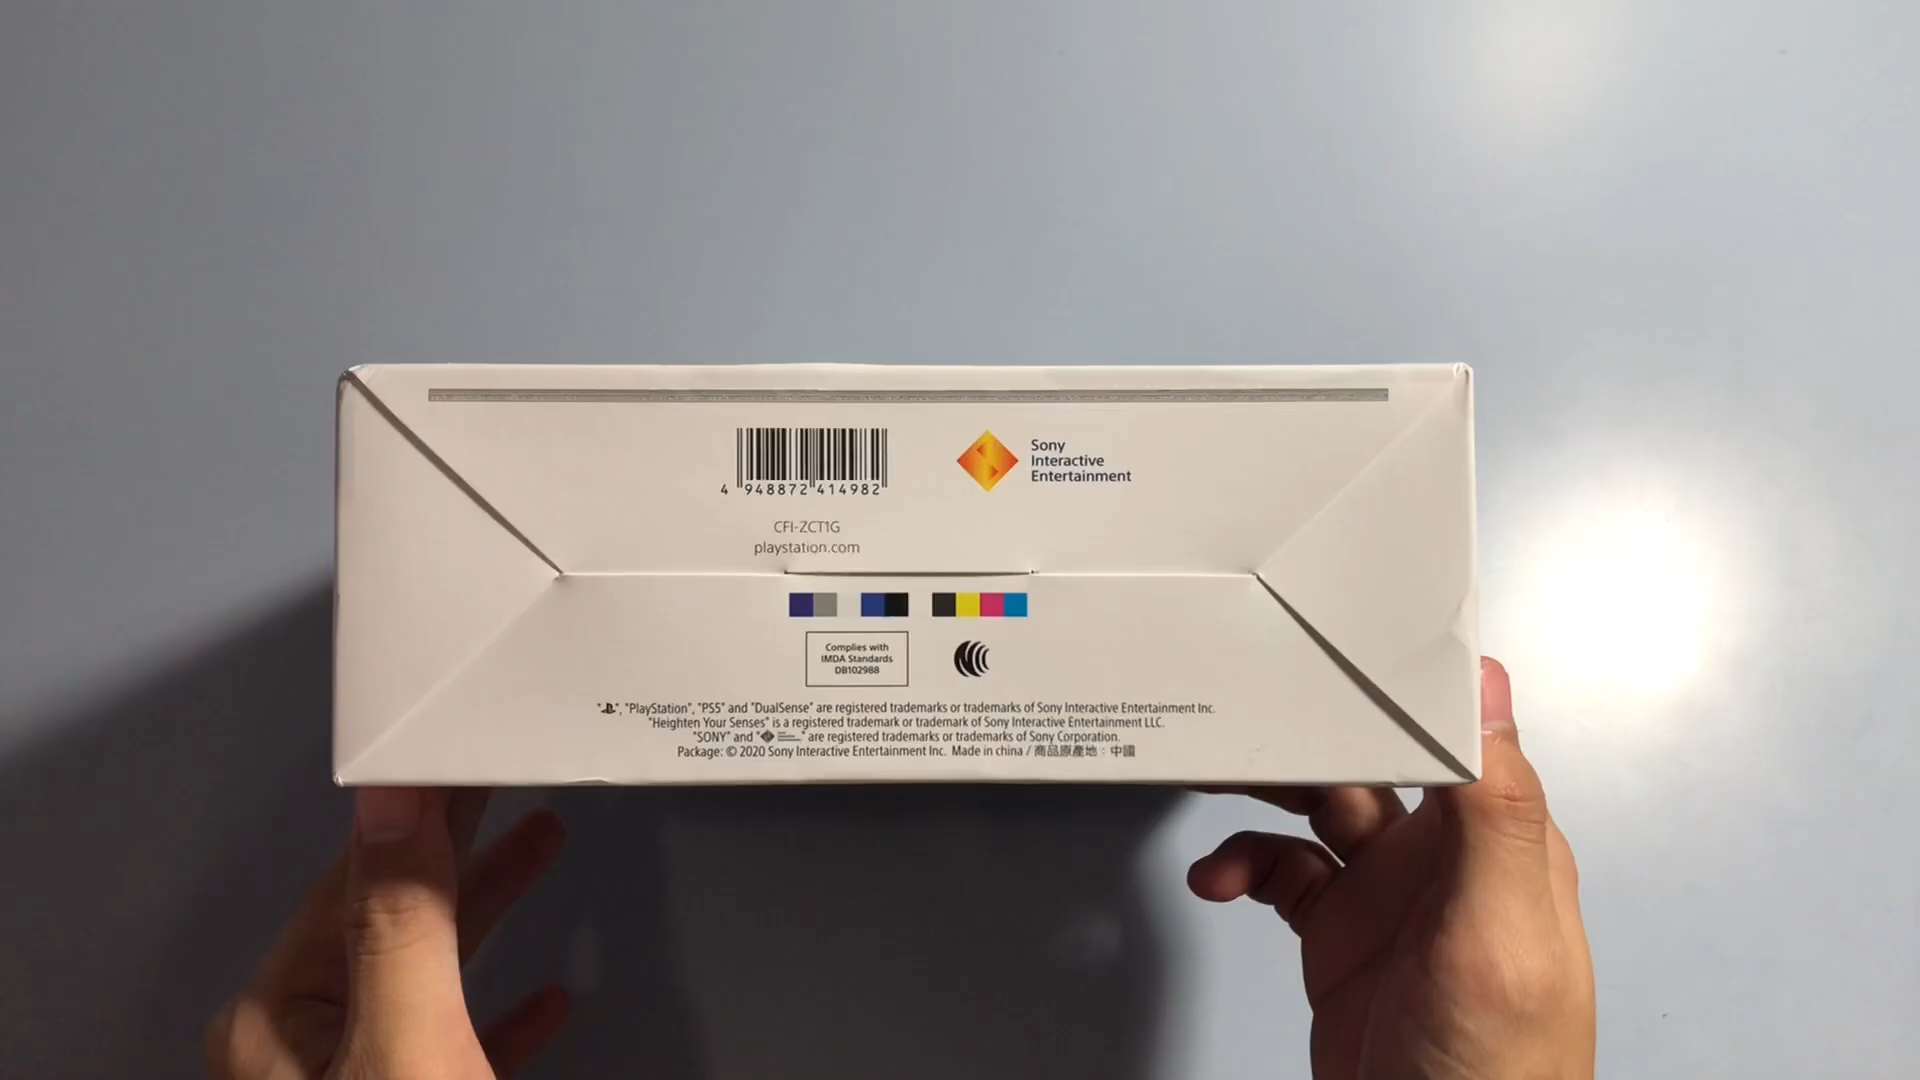 Sony
Interactive
Entertainment
4 948872 414982
CFI-ZCT1G
playstation.com
Complies with
IMDA Standards
DB102988
" ", "PlayStation", "PS5" and "DualSense" are registered trademarks or trademarks of Sony Interactive Entertainment Inc.
"Heighten Your Senses" is a registered trademark or trademark of Sony Interactive Entertainment LLC.
"SONY" and " " are registered trademarks or trademarks of Sony Corporation.
Package: © 2020 Sony Interactive Entertainment Inc. Made in china / 商品原產地：中國